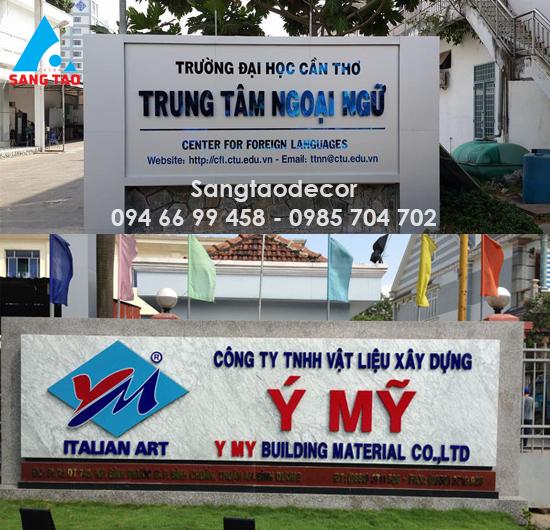 SANG TAO
TRƯỜNG ĐẠI HỌC CẦN THƠ
TRUNG TÂM NGOẠI NGỮ
CENTER FOR FOREIGN LANGUAGES
Website: http://cfl.ctu.edu.vn - Email: ttnn@ctu.edu.vn
Sangtaodecor
094 66 99 458 - 0985 704 702
YM ®
ITALIAN ART
CÔNG TY TNHH VẬT LIỆU XÂY DỰNG
Ý MỸ
Y MY BUILDING MATERIAL CO.,LTD